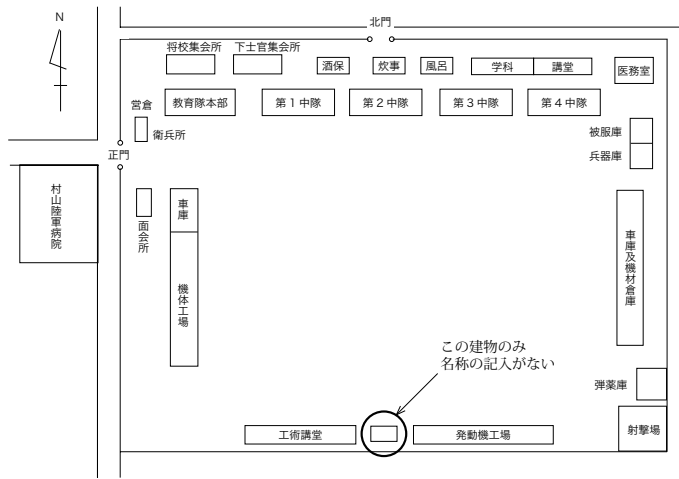 北門
N
将校集会所
下士官集会所
酒保
炊事
風呂
学科
講堂
医務室
営倉
教育隊本部
第1中隊
第2中隊
第3中隊
第4中隊
衛兵所
被服庫
兵器庫
正門
村山陸軍病院
面会所
車庫
機体工場
車庫及機材倉庫
この建物のみ
名称の記入がない
弾薬庫
工術講堂
発動機工場
射撃場